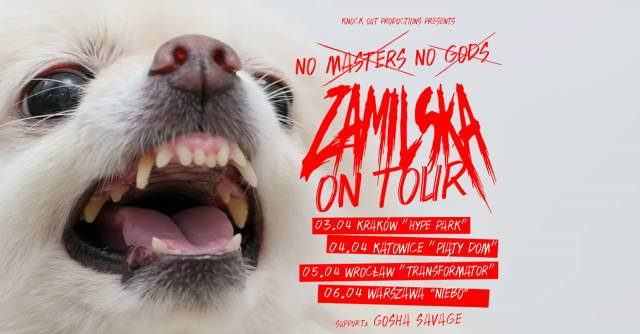 KNOCK OUT PRODUCTIONS PRESENTS
NO MASTERS NO GODS
ZAMILSKA
ON TOUR
03.04 KRAKÓW "HYPE PARK"
04.04 KATOWICE "PIĄTY DOM"
05.04 WROCŁAW "TRANSFORMATOR"
06.04 WARSZAWA "NIEBO"
SUPPORT: GOSHA SAVAGE